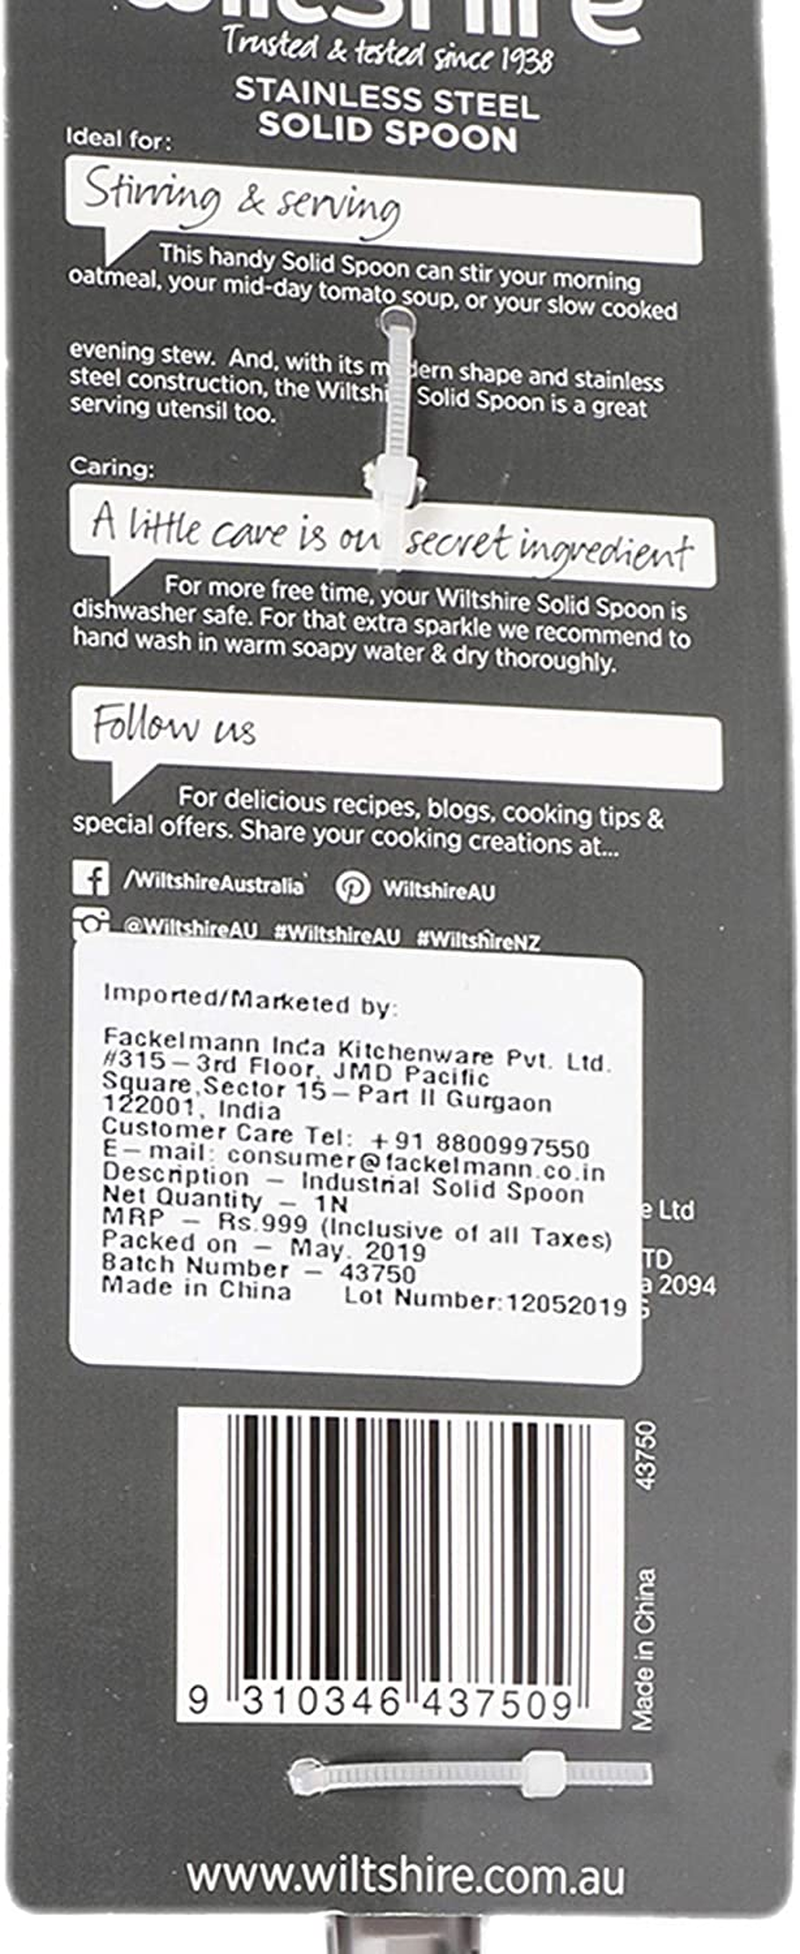 wiltshire
Trusted & tested since 1938
STAINLESS STEEL
SOLID SPOON
Ideal for:
Stirring & serving
This handy Solid Spoon can stir your morning
oatmeal, your mid-day tomato soup, or your slow cooked
evening stew. And, with its modern shape and stainless
steel construction, the Wiltshire Solid Spoon is a great
serving utensil too.
Caring:
A little care is our secret ingredient
For more free time, your Wiltshire Solid Spoon is
dishwasher safe. For that extra sparkle we recommend to
hand wash in warm soapy water & dry thoroughly.
Follow us
For delicious recipes, blogs, cooking tips &
special offers. Share your cooking creations at...
/WiltshireAustralia WiltshireAU
@WiltshireAU #WiltshireAU #WiltshireNZ
Imported/Marketed by:
Fackelmann Inda Kitchenware Pvt. Ltd.
#315-3rd Floor, JMD Pacific
Square, Sector 15-Part II Gurgaon
122001, India
Customer Care Tel: +91 8800997550
E-mail: consumer@fackelmann.co.in
Description - Industrial Solid Spoon
Net Quantity - 1N
MRP - Rs.999 (Inclusive of all Taxes)
Packed on - May. 2019
Batch Number - 43750
Made in China Lot Number:12052019
e Ltd
TD
a 2094
43750
Made in China
9 310346 437509
www.wiltshire.com.au